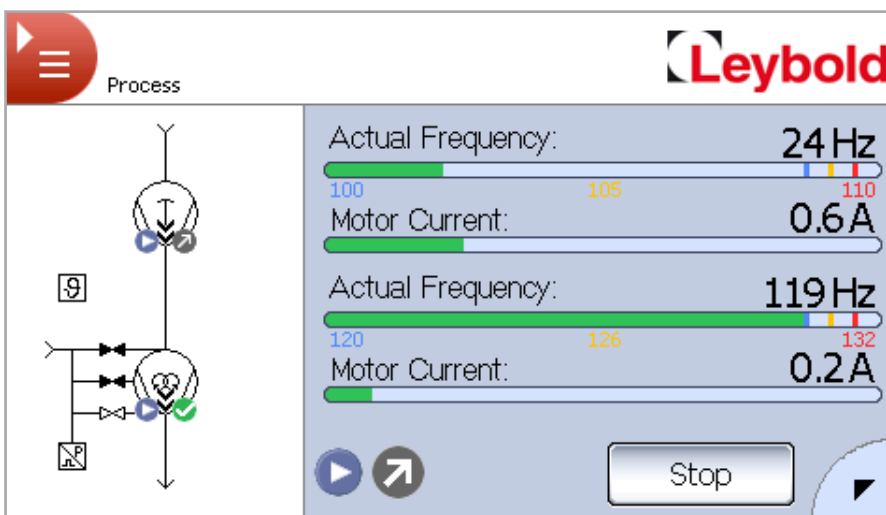 Process
Leybold
Actual Frequency:
24 Hz
100
105
110
Motor Current:
0.6 A
Actual Frequency:
119 Hz
120
126
132
Motor Current:
0.2 A
ϑ
P
Stop